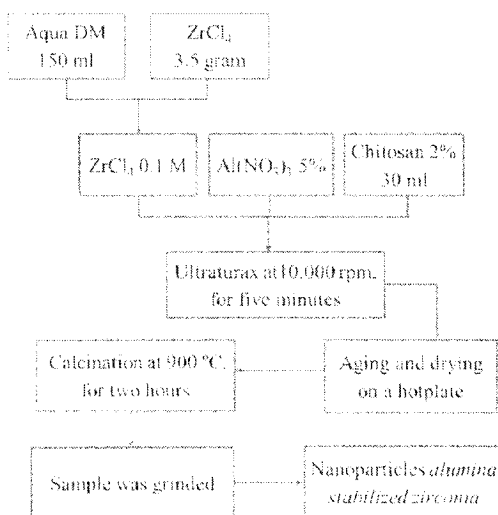 Aqua DM
150 ml
ZrCl₄
3.5 gram
ZrCl₄ 0.1 M
Al(NO₃)₃ 5%
Chitosan 2%
30 ml
Ultraturax at 10.000 rpm,
for five minutes
Aging and drying
on a hotplate
Calcination at 900 °C,
for two hours
Sample was grinded
Nanoparticles alumina
stabilized zirconia